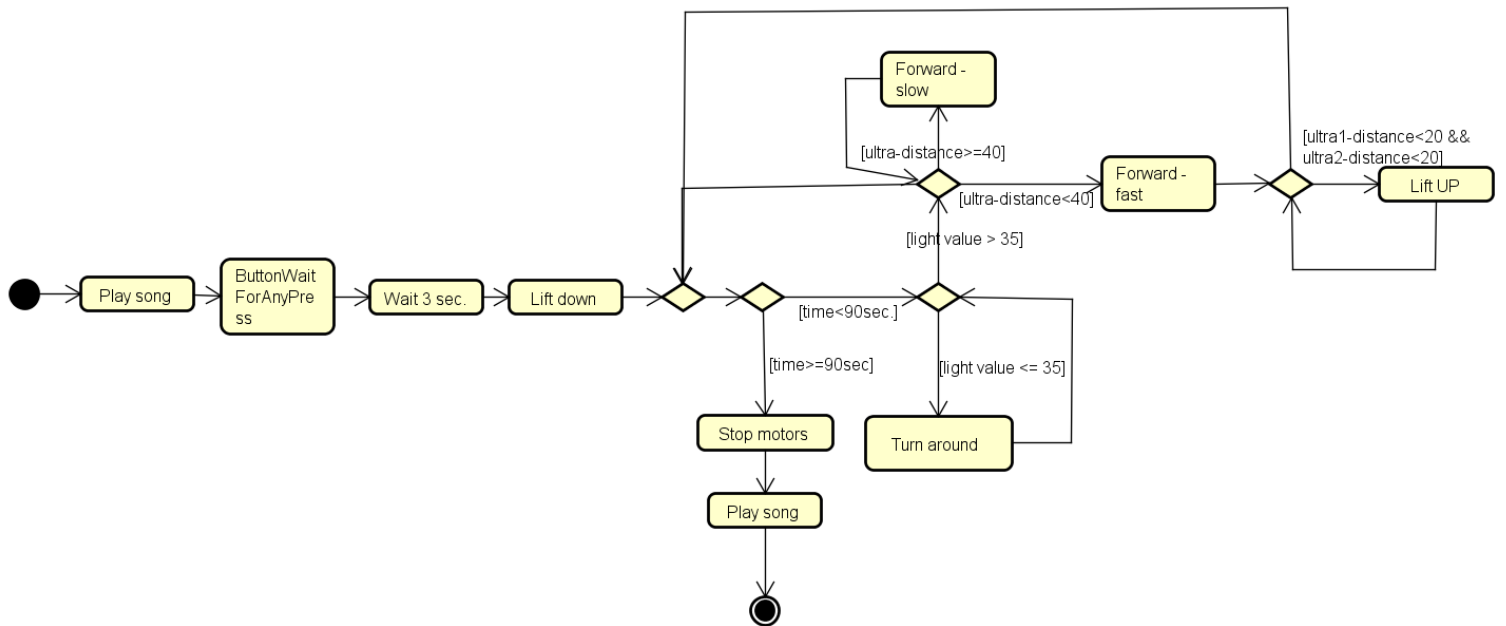 Forward -
slow
[ultra-distance>=40]
[ultra1-distance<20 &&
ultra2-distance<20]
Forward -
fast
Lift UP
[ultra-distance<40]
[light value > 35]
Play song
ButtonWait
ForAnyPre
ss
Wait 3 sec.
Lift down
[time<90sec.]
[time>=90sec]
[light value <= 35]
Stop motors
Turn around
Play song